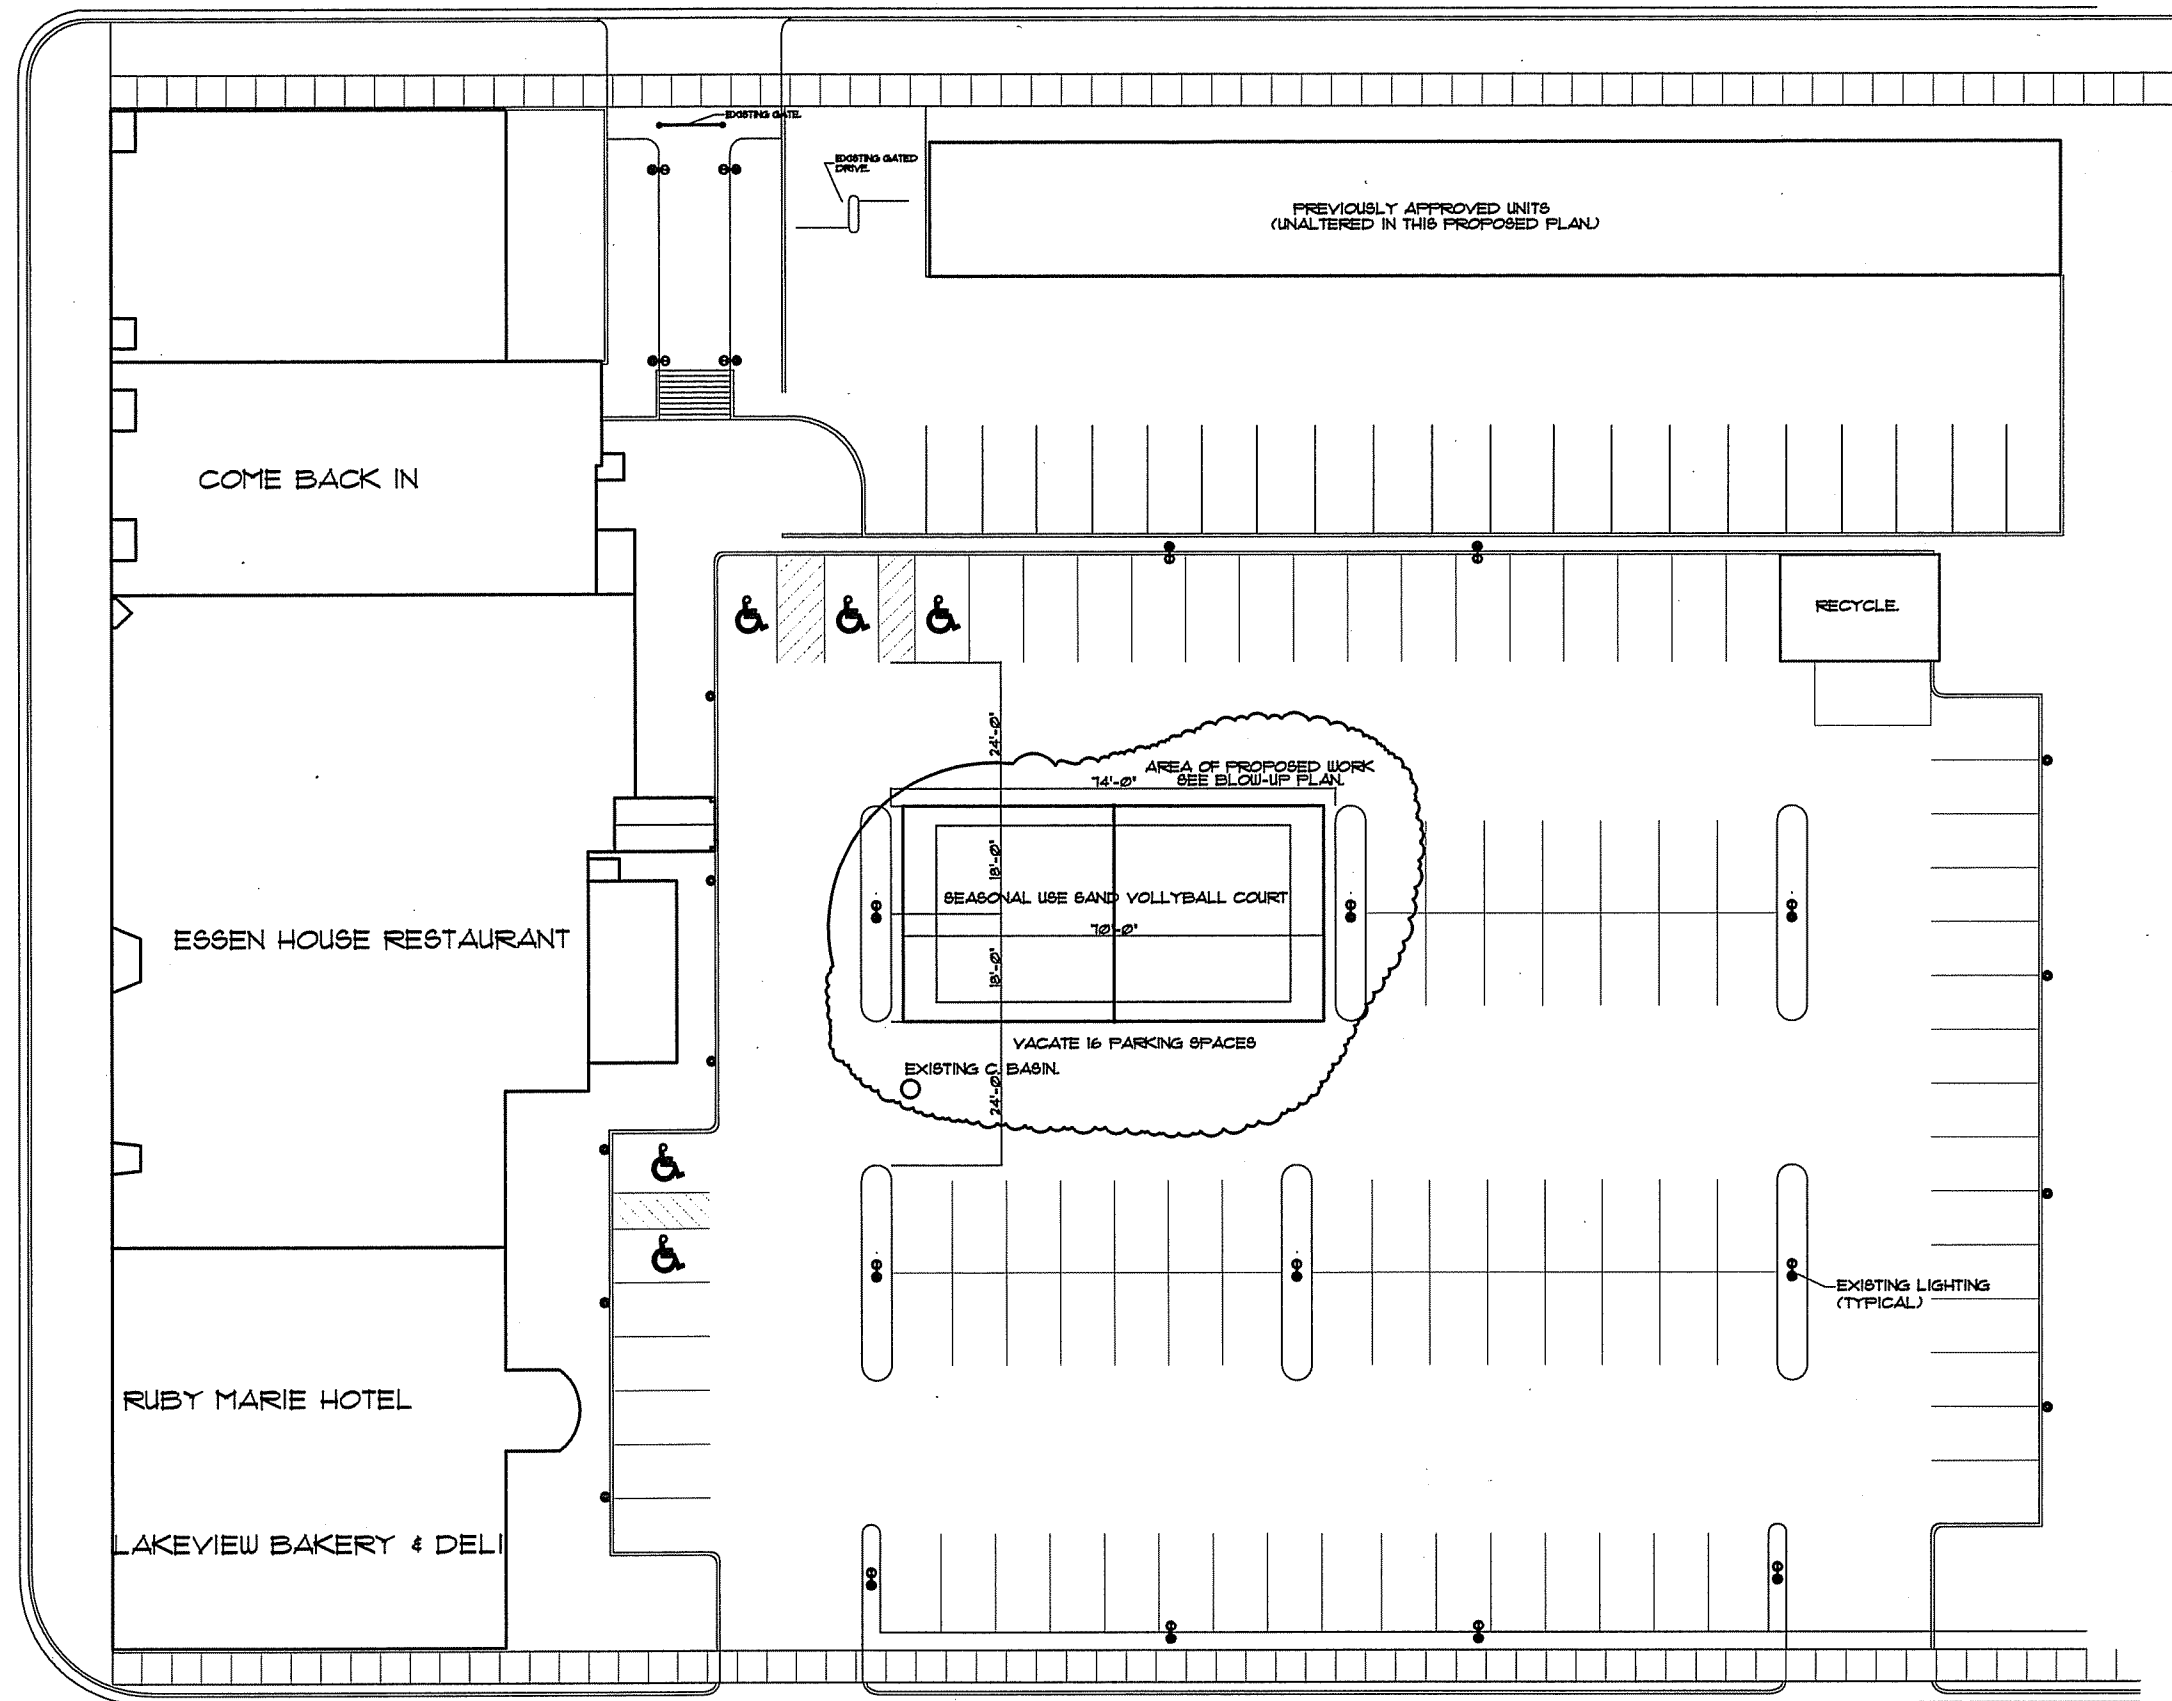 EXISTING GATE.
EXISTING GATED
DRIVE.
PREVIOUSLY APPROVED UNITS
(UNALTERED IN THIS PROPOSED PLAN.)
COME BACK IN
RECYCLE.
24'-0"
AREA OF PROPOSED WORK
SEE BLOW-UP PLAN.
74'-0"
18'-0"
SEASONAL USE SAND VOLLYBALL COURT
70'-0"
18'-0"
ESSEN HOUSE RESTAURANT
VACATE 16 PARKING SPACES
EXISTING C. BASIN.
24'-0"
EXISTING LIGHTING
(TYPICAL)
RUBY MARIE HOTEL
LAKEVIEW BAKERY & DELI